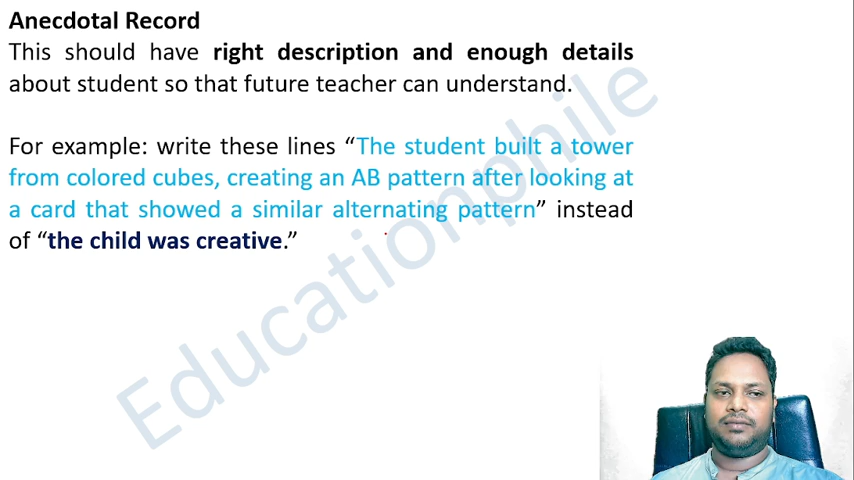 Anecdotal Record
This should have right description and enough details
about student so that future teacher can understand.
For example: write these lines “The student built a tower
from colored cubes, creating an AB pattern after looking at
a card that showed a similar alternating pattern” instead
of “the child was creative.”
Educationphile